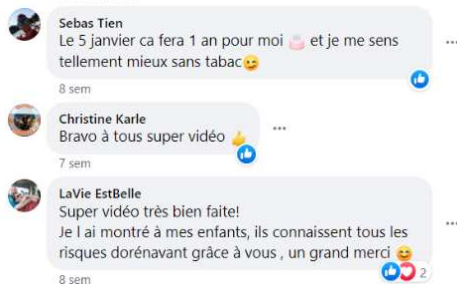 Sebas Tien
Le 5 janvier ca fera 1 an pour moi 🎂 et je me sens
tellement mieux sans tabac😉
8 sem
Christine Karle
Bravo à tous super vidéo 👍
7 sem
LaVie EstBelle
Super vidéo très bien faite!
Je l ai montré à mes enfants, ils connaissent tous les
risques dorénavant grâce à vous , un grand merci 😊
2
8 sem